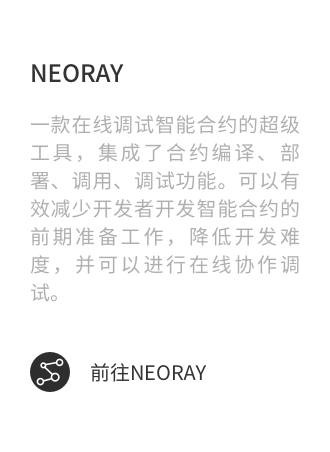 NEORAY
一款在线调试智能合约的超级
工具，集成了合约编译、部
署、调用、调试功能。可以有
效减少开发者开发智能合约的
前期准备工作，降低开发难
度，并可以进行在线协作调
试。
前往NEORAY